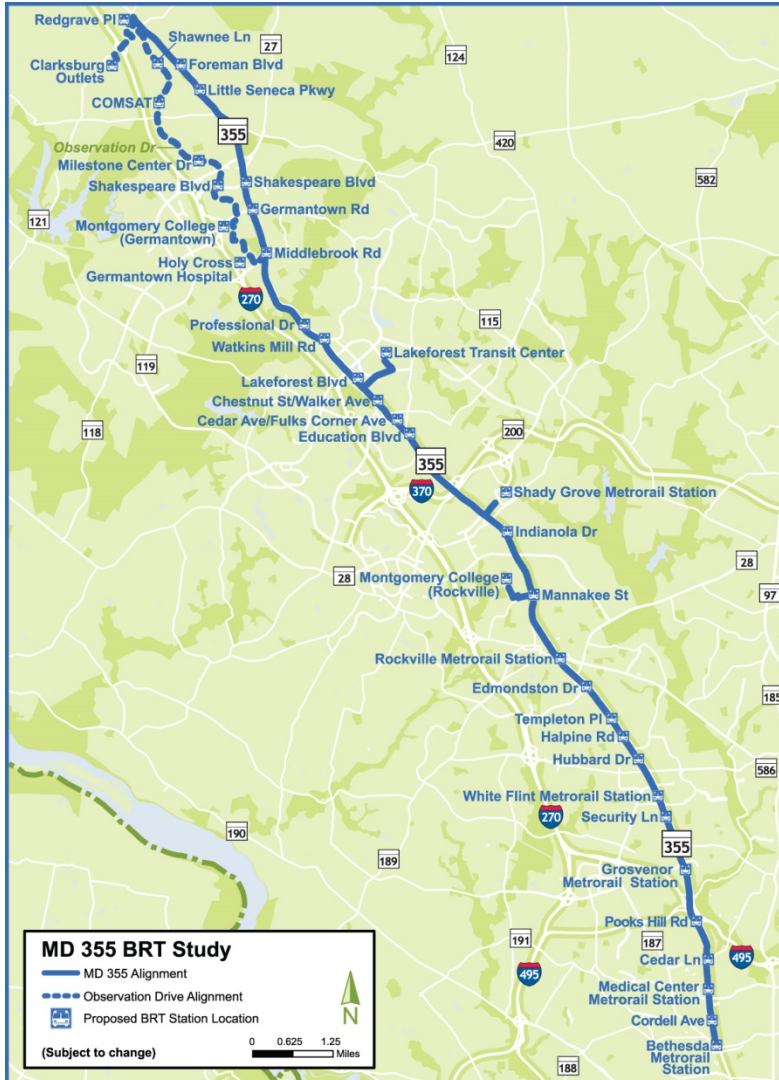 Redgrave Pl
Shawnee Ln
27
124
Clarksburg
Outlets
Foreman Blvd
COMSAT
Little Seneca Pkwy
355
420
Observation Dr
Milestone Center Dr
582
Shakespeare Blvd
Shakespeare Blvd
121
Germantown Rd
Montgomery College
(Germantown)
Middlebrook Rd
Holy Cross
Germantown Hospital
270
Professional Dr
115
Watkins Mill Rd
Lakeforest Transit Center
119
Lakeforest Blvd
Chestnut St/Walker Ave
118
Cedar Ave/Fulks Corner Ave
Education Blvd
200
355
370
Shady Grove Metrorail Station
Indianola Dr
28
28
Montgomery College
(Rockville)
Mannakee St
97
Rockville Metrorail Station
Edmondston Dr
185
Templeton Pl
Halpine Rd
Hubbard Dr
586
White Flint Metrorail Station
270
Security Ln
190
355
189
Grosvenor
Metrorail Station
Pooks Hill Rd
191
187
495
Cedar Ln
495
Medical Center
Metrorail Station
Cordell Ave
Bethesda
Metrorail
Station
188
MD 355 BRT Study
MD 355 Alignment
Observation Drive Alignment
Proposed BRT Station Location
N
(Subject to change)
0 0.625 1.25
Miles